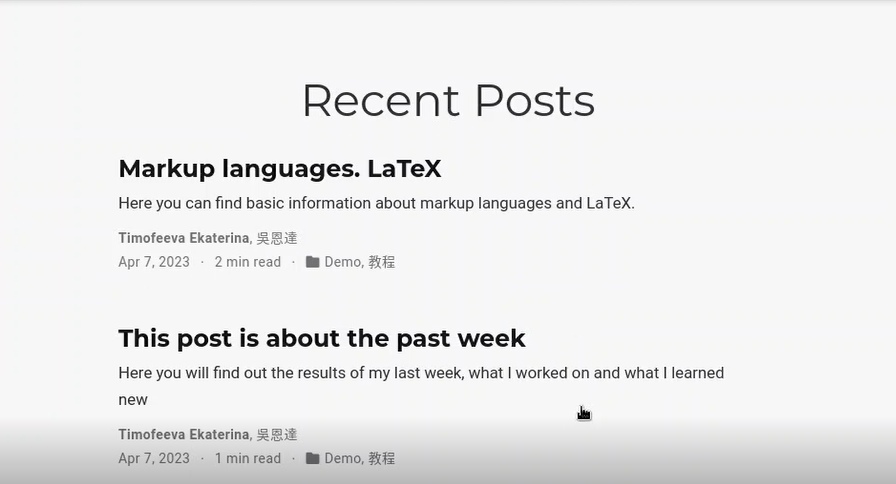 Recent Posts
Markup languages. LaTeX
Here you can find basic information about markup languages and LaTeX.
Timofeeva Ekaterina, 吳恩達
Apr 7, 2023 · 2 min read · Demo, 教程
This post is about the past week
Here you will find out the results of my last week, what I worked on and what I learned
new
Timofeeva Ekaterina, 吳恩達
Apr 7, 2023 · 1 min read · Demo, 教程